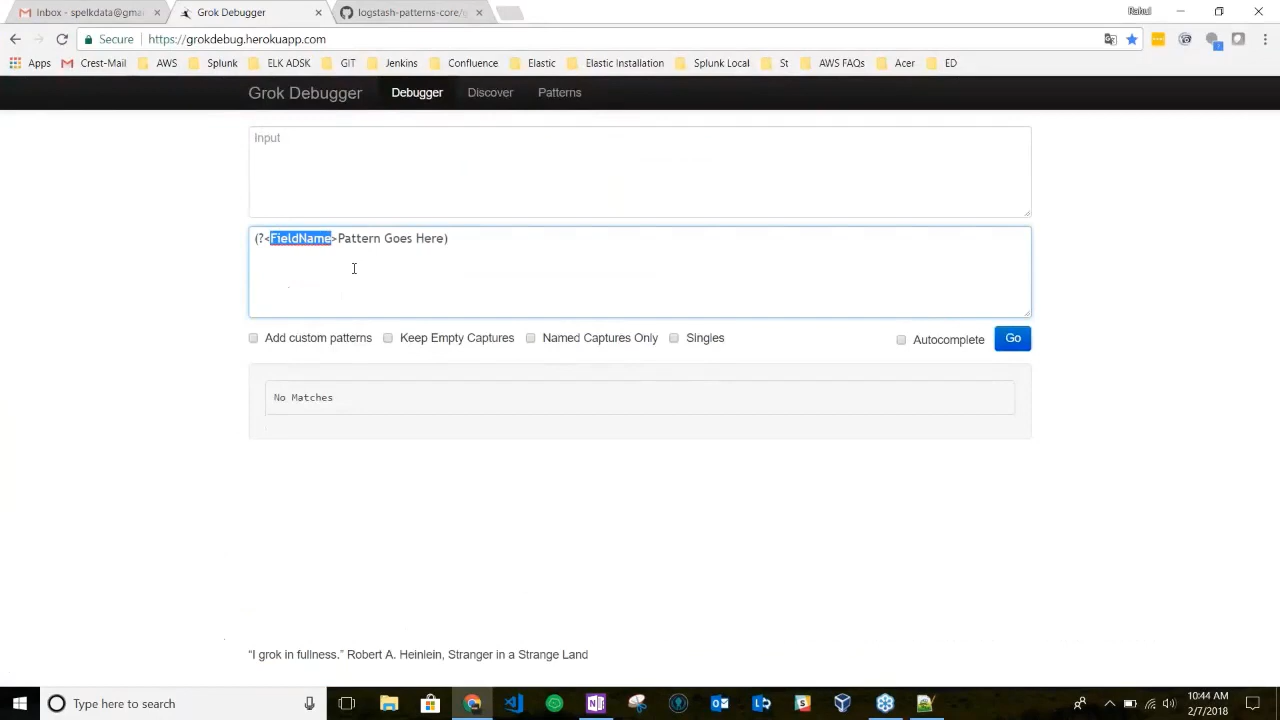 Inbox - spelkdata@gmai
Grok Debugger
logstash-patterns-core/g
Rahul
Secure
https://grokdebug.herokuapp.com
Apps
Crest-Mail
AWS
Splunk
ELK ADSK
GIT
Jenkins
Confluence
Elastic
Elastic Installation
Splunk Local
ST
AWS FAQs
Acer
ED
Grok Debugger
Debugger
Discover
Patterns
Input
(?<FieldName>Pattern Goes Here)
Add custom patterns
Keep Empty Captures
Named Captures Only
Singles
Autocomplete
Go
No Matches
“I grok in fullness.” Robert A. Heinlein, Stranger in a Strange Land
Type here to search
10:44 AM
2/7/2018